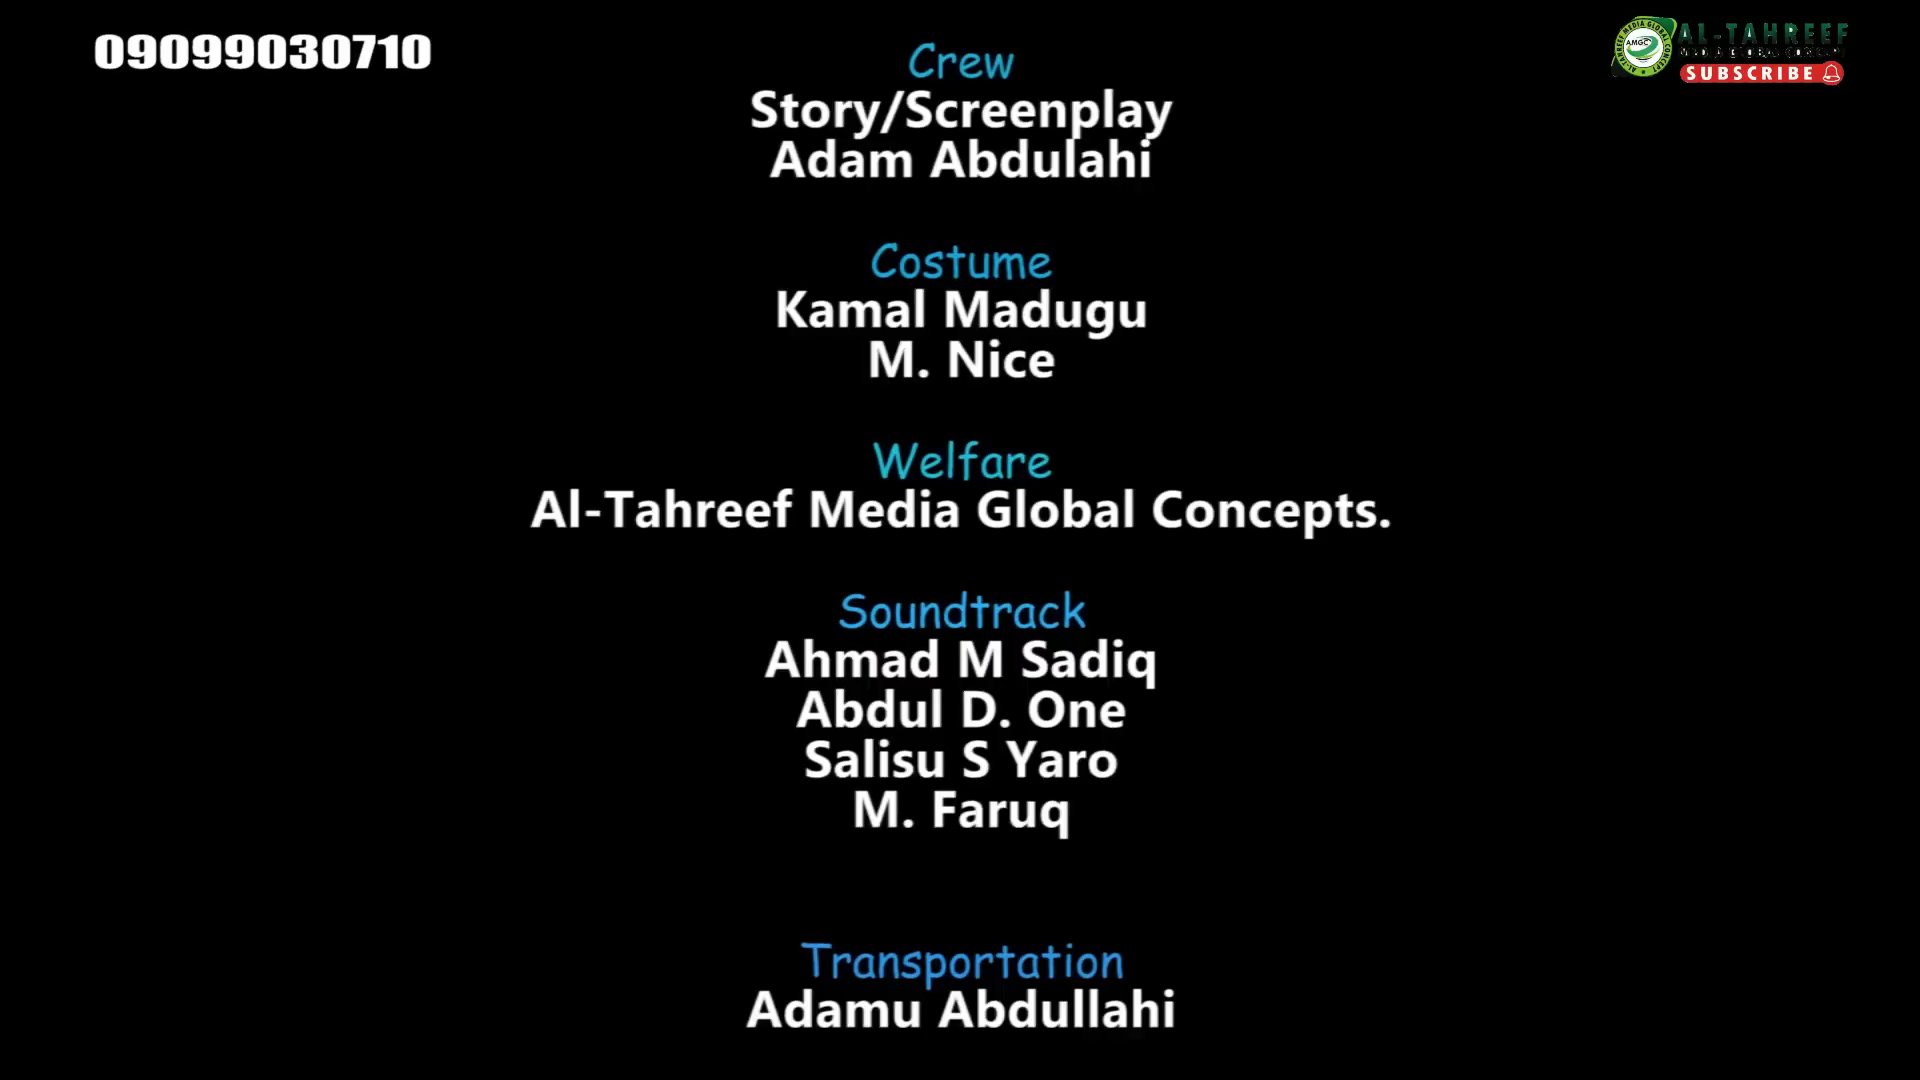 09099030710
AL-TAHREEF
SUBSCRIBE
AMGC
Crew
Story/Screenplay
Adam Abdulahi
Costume
Kamal Madugu
M. Nice
Welfare
Al-Tahreef Media Global Concepts.
Soundtrack
Ahmad M Sadiq
Abdul D. One
Salisu S Yaro
M. Faruq
Transportation
Adamu Abdullahi